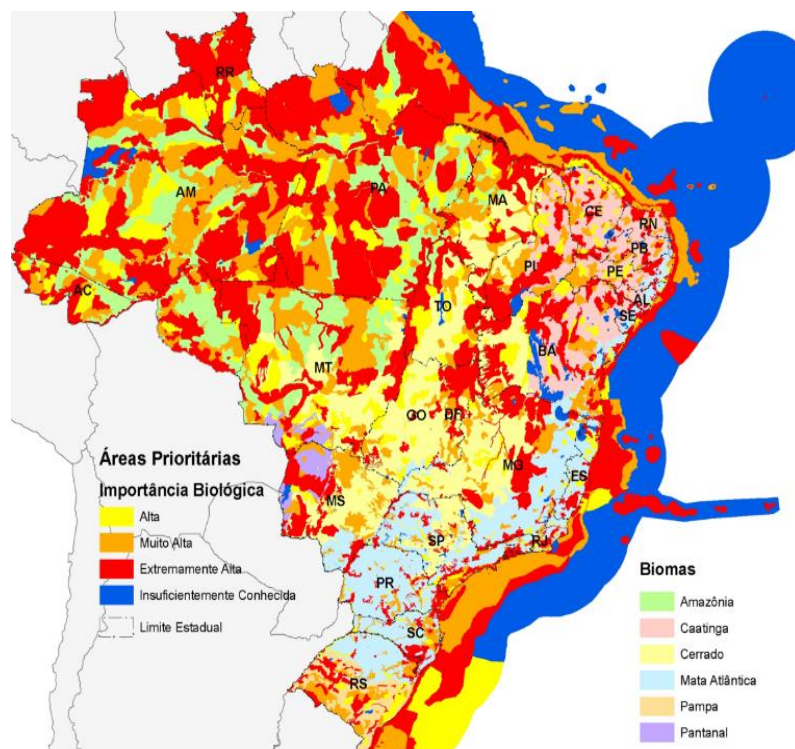 RR
AM
PA
MA
CE
RN
PB
PE
PI
AL
SE
AC
TO
BA
MT
GO
DF
MG
ES
MS
SP
RJ
PR
SC
RS
Áreas Prioritárias
Importância Biológica
Alta
Muito Alta
Extremamente Alta
Insuficientemente Conhecida
Limite Estadual
Biomas
Amazônia
Caatinga
Cerrado
Mata Atlântica
Pampa
Pantanal